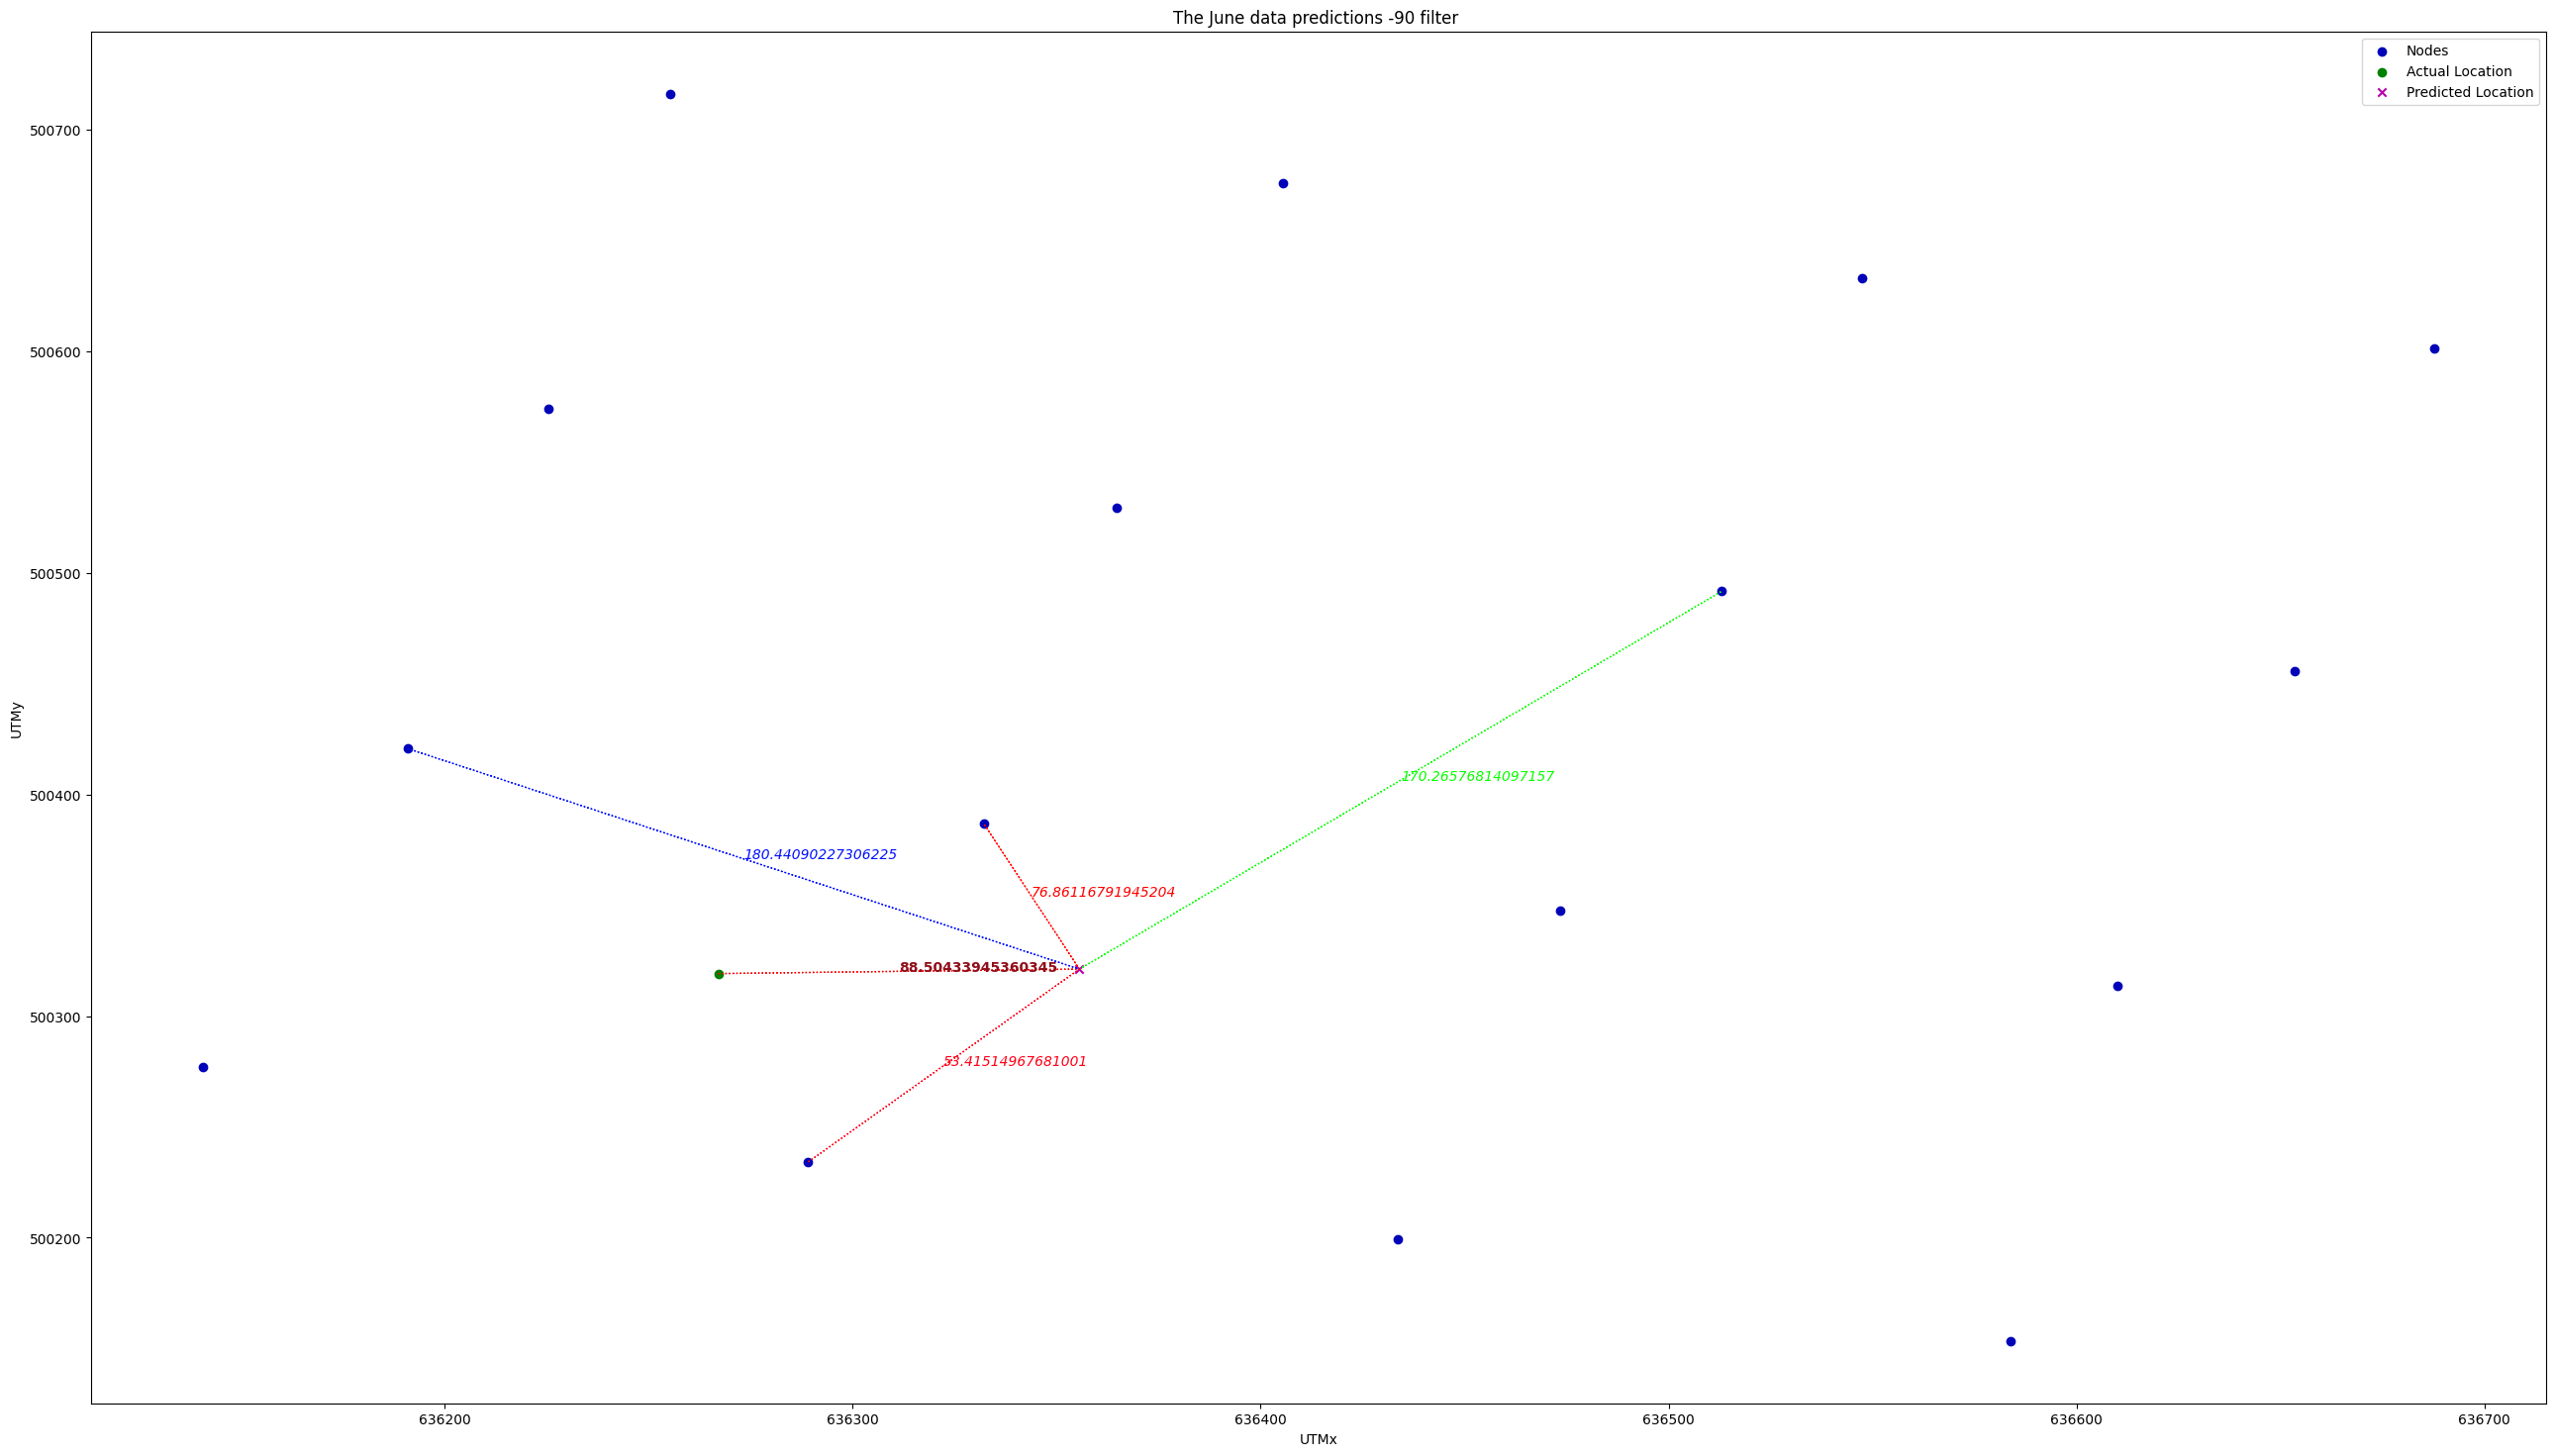 The June data predictions -90 filter
Nodes
Actual Location
Predicted Location
500700
500600
500500
500400
500300
500200
UTMy
170.26576814097157
180.44090227306225
76.86116791945204
88.50433945360345
53.41514967681001
636200
636300
636400
636500
636600
636700
UTMx